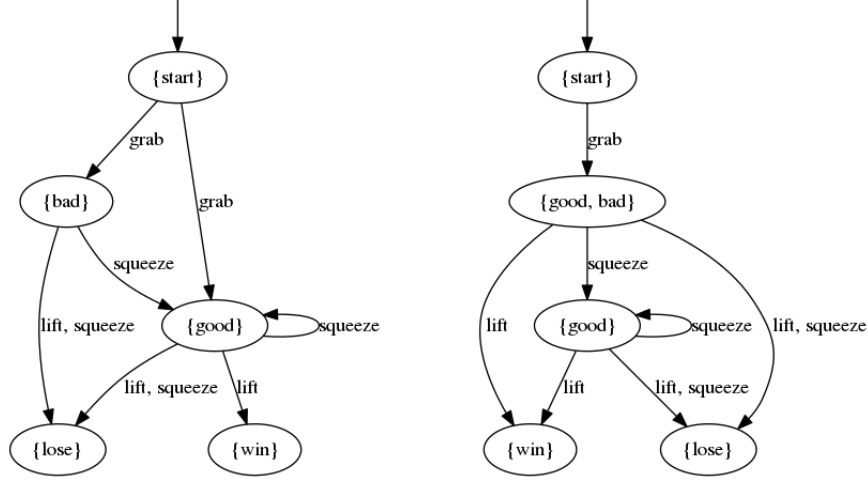 {start}
{start}
grab
grab
{bad}
grab
{good, bad}
squeeze
squeeze
{good}
squeeze
{good}
squeeze
lift, squeeze
lift
lift, squeeze
lift, squeeze
lift
lift
lift, squeeze
{lose}
{win}
{win}
{lose}